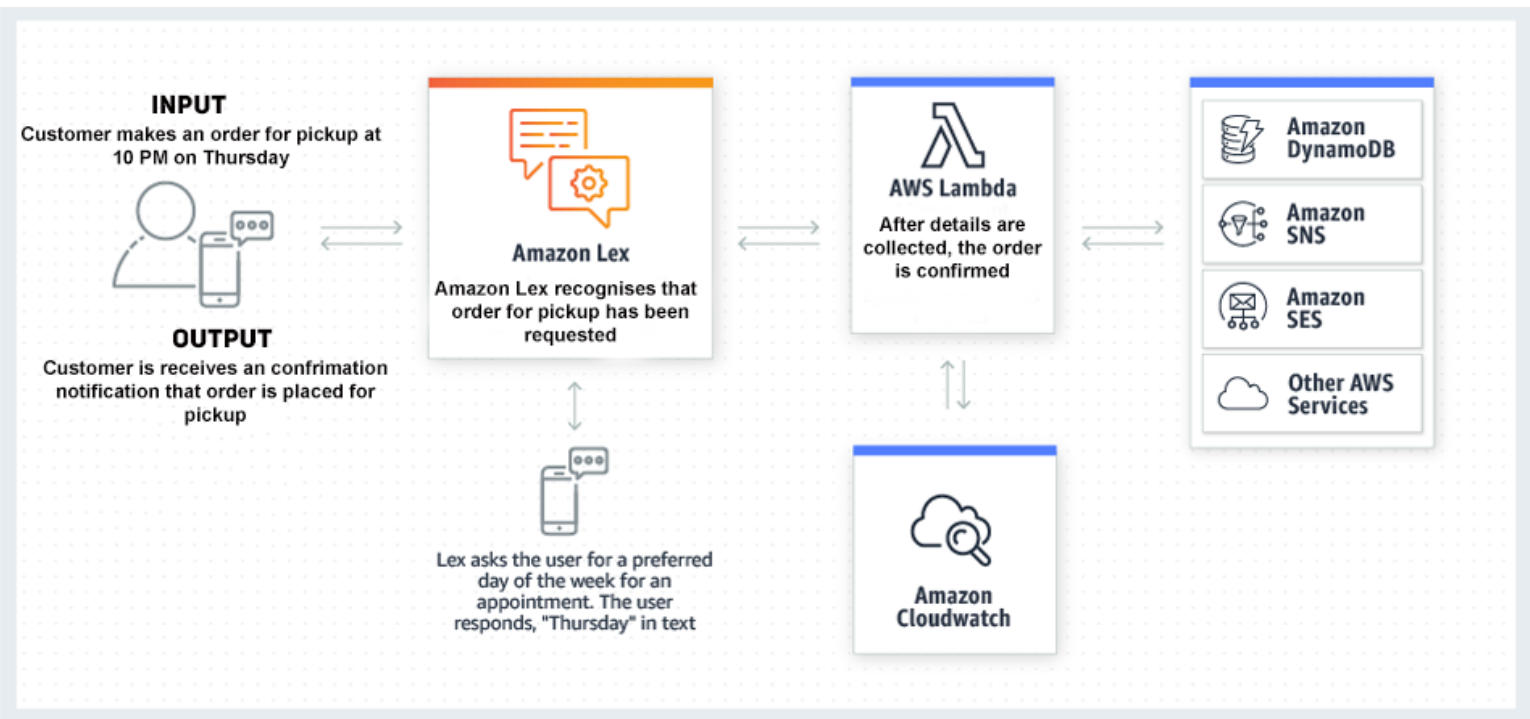 INPUT
Customer makes an order for pickup at
10 PM on Thursday
OUTPUT
Customer is receives an confrimation
notification that order is placed for
pickup
Amazon Lex
Amazon Lex recognises that
order for pickup has been
requested
Lex asks the user for a preferred
day of the week for an
appointment. The user
responds, "Thursday" in text
AWS Lambda
After details are
collected, the order
is confirmed
Amazon
Cloudwatch
Amazon
DynamoDB
Amazon
SNS
Amazon
SES
Other AWS
Services